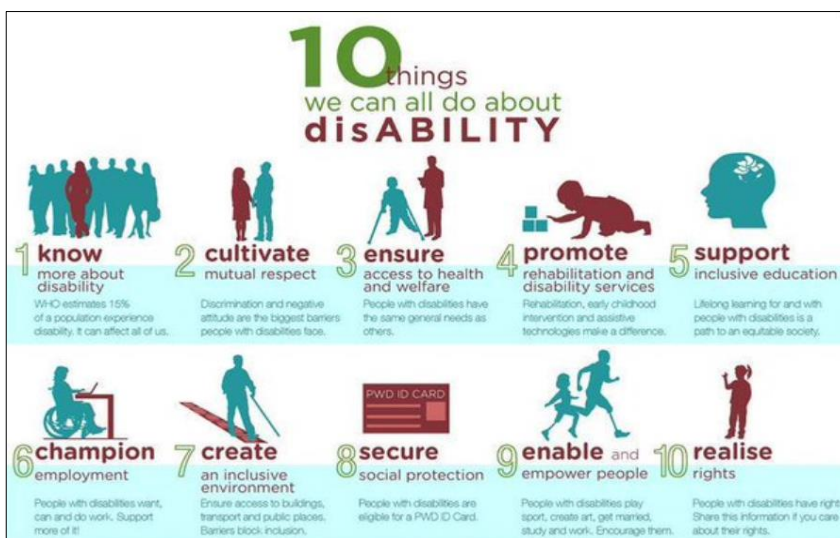 10
things
we can all do about
disABILITY
1 know
more about
disability
WHO estimates 15%
of a population experience
disability. It can affect all of us.
2 cultivate
mutual respect
Discrimination and negative
attitude are the biggest barriers
people with disabilities face.
3 ensure
access to health
and welfare
People with disabilities have
the same general needs as
others.
4 promote
rehabilitation and
disability services
Rehabilitation, early childhood
intervention and assistive
technologies make a difference.
5 support
inclusive education
Lifelong learning for and with
people with disabilities is a
path to an equitable society.
6 champion
employment
People with disabilities want,
can and do work. Support
more of it!
7 create
an inclusive
environment
Ensure access to buildings,
transport and public places.
Barriers block inclusion.
PWD ID CARD
8 secure
social protection
People with disabilities are
eligible for a PWD ID Card.
9 enable and
empower people
People with disabilities play
sport, create art, get married,
study and work. Encourage them.
10 realise
rights
People with disabilities have right
Share this information if you care
about their rights.